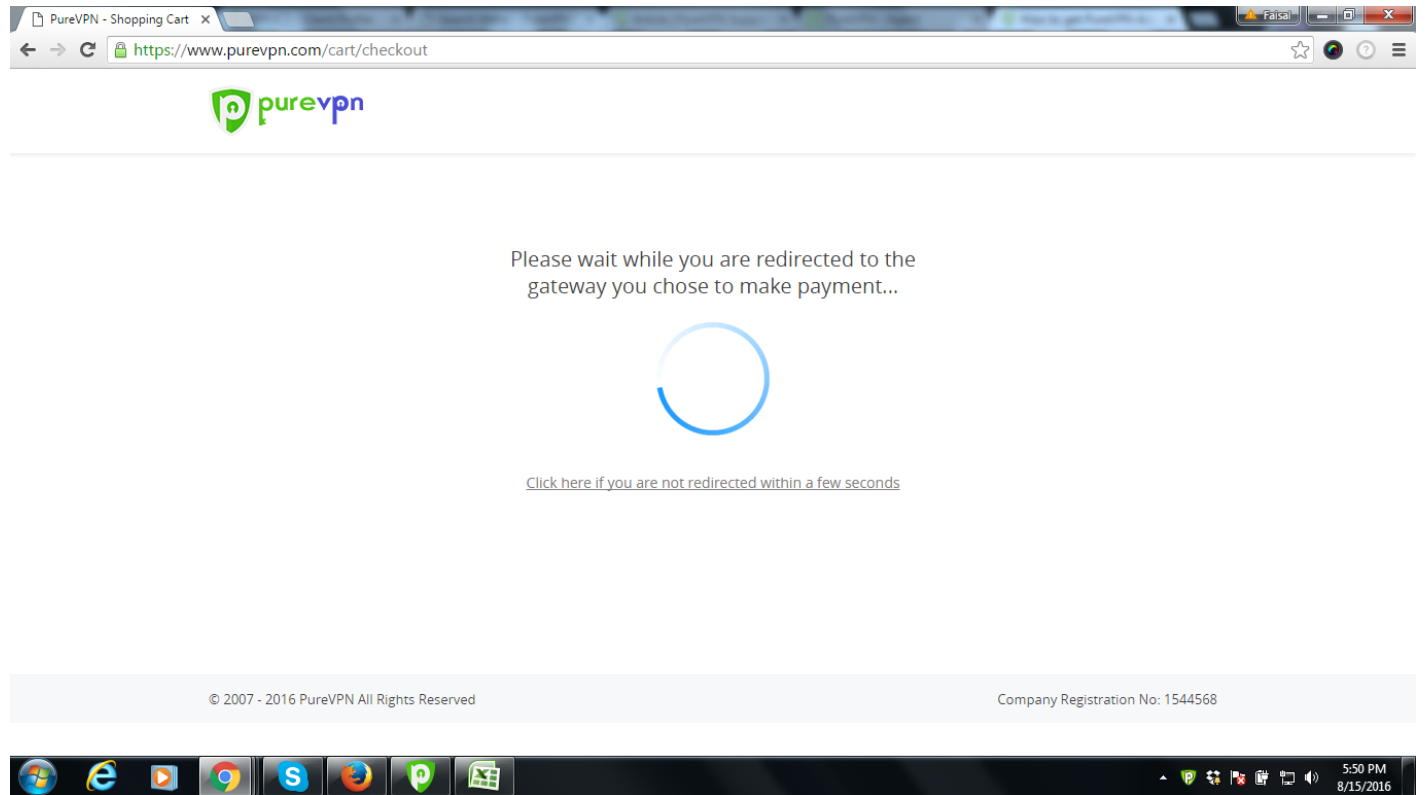 PureVPN - Shopping Cart
Faisal
https://www.purevpn.com/cart/checkout
purevpn
Please wait while you are redirected to the
gateway you chose to make payment...
Click here if you are not redirected within a few seconds
© 2007 - 2016 PureVPN All Rights Reserved
Company Registration No: 1544568
5:50 PM
8/15/2016